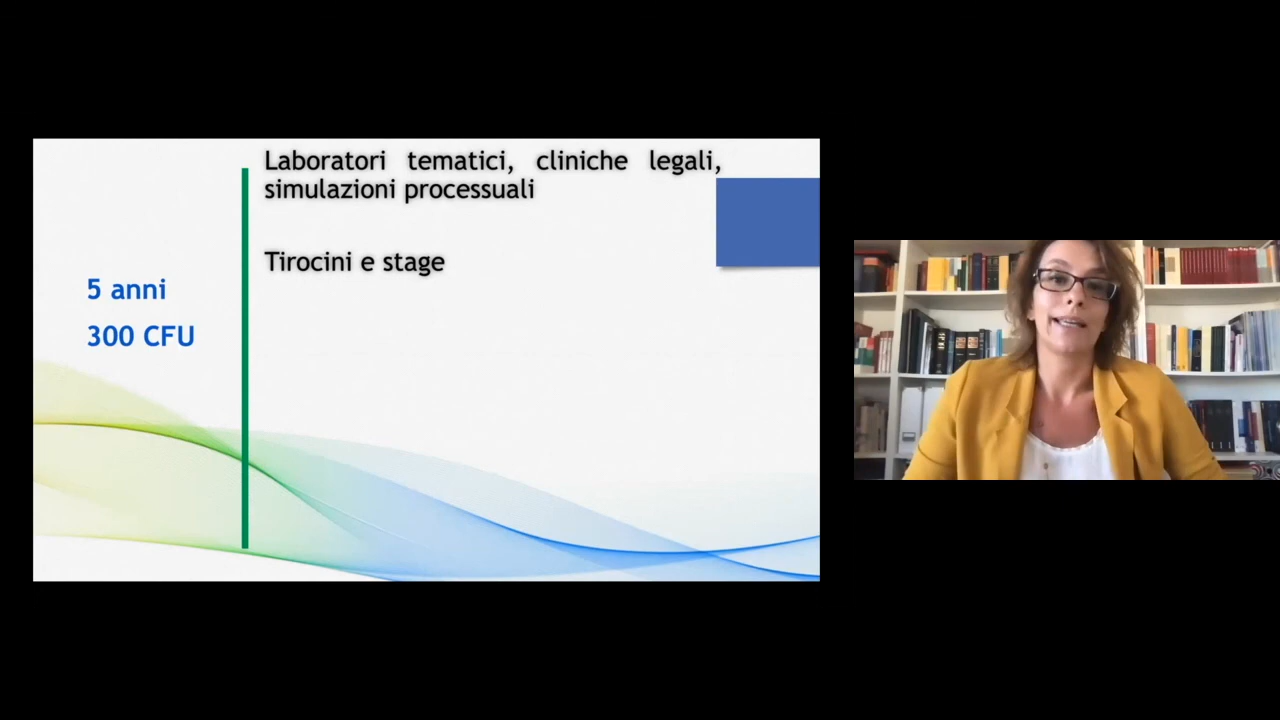 Laboratori tematici, cliniche legali,
simulazioni processuali
Tirocini e stage
5 anni
300 CFU